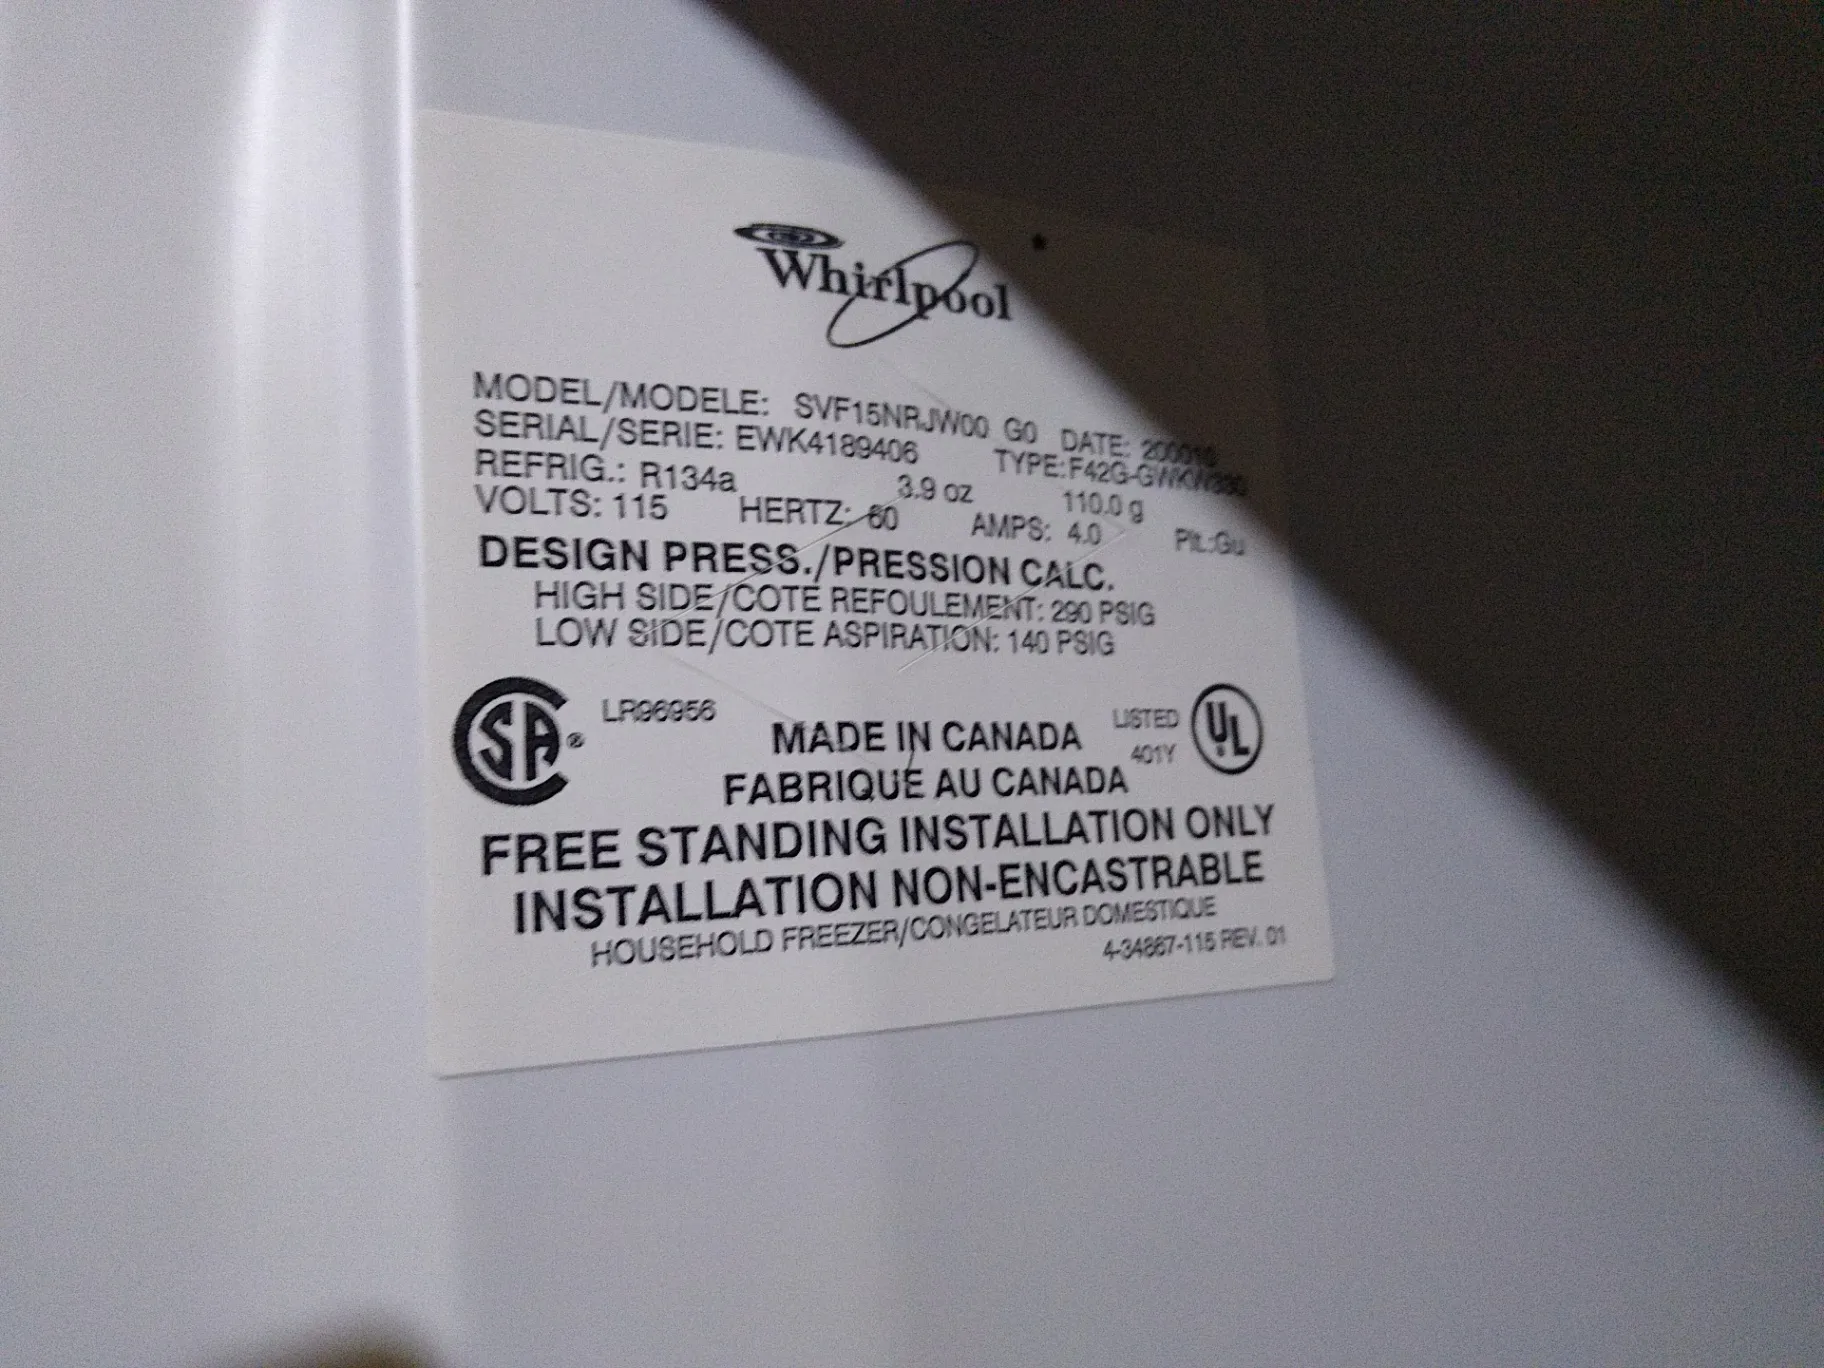 Whirlpool
MODEL/MODELE: SVF15NRJW00 G0 DATE:
SERIAL/SERIE: EWK4189406 TYPE:
REFRIG.: R134a 3.9 oz 110.0 g
VOLTS: 115 HERTZ: 60 AMPS: 4.0 Plt.:Gu
DESIGN PRESS./PRESSION CALC.
HIGH SIDE/COTE REFOULEMENT: 290 PSIG
LOW SIDE/COTE ASPIRATION: 140 PSIG
SA® LR96956
MADE IN CANADA LISTED UL
FABRIQUE AU CANADA 401Y
FREE STANDING INSTALLATION ONLY
INSTALLATION NON-ENCASTRABLE
HOUSEHOLD FREEZER/CONGELATEUR DOMESTIQUE
4-34867-115 REV. 01